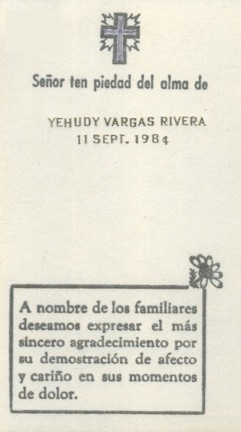 Señor ten piedad del alma de
YEHUDY VARGAS RIVERA
11 SEPT. 1984
A nombre de los familiares
deseamos expresar el más
sincero agradecimiento por
su demostración de afecto
y cariño en sus momentos
de dolor.